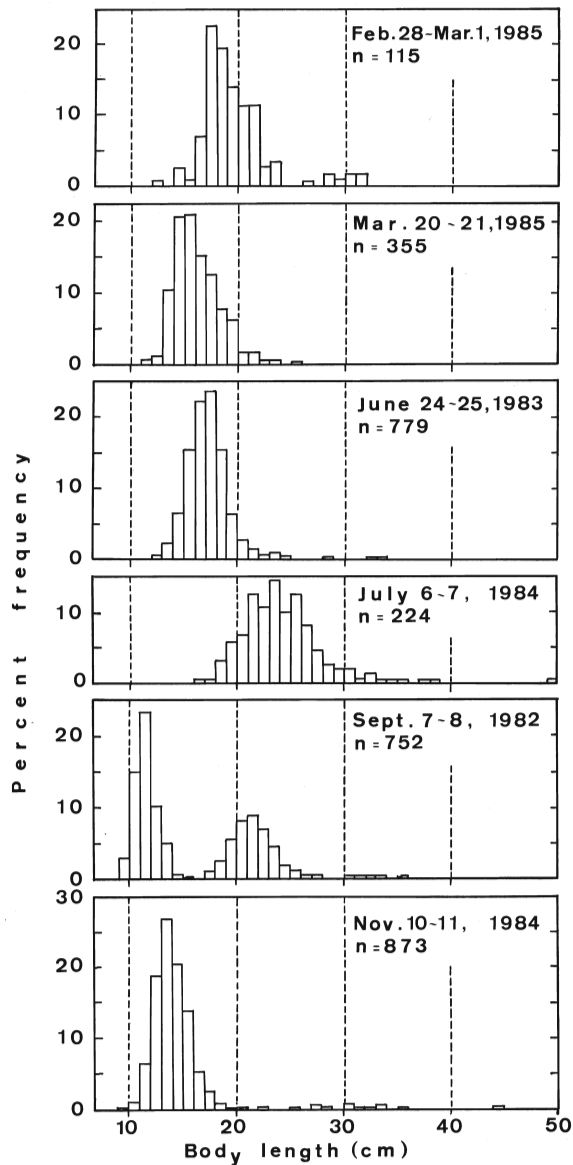 Percent frequency
20
10
0
Feb.28~Mar.1,1985
n = 115
20
10
0
Mar. 20 ~ 21,1985
n = 355
20
10
0
June 24~25,1983
n = 779
10
0
July 6~7, 1984
n = 224
20
10
0
Sept. 7~8, 1982
n = 752
30
20
10
0
Nov. 10~11, 1984
n = 873
10 20 30 40 50
Body length (cm)